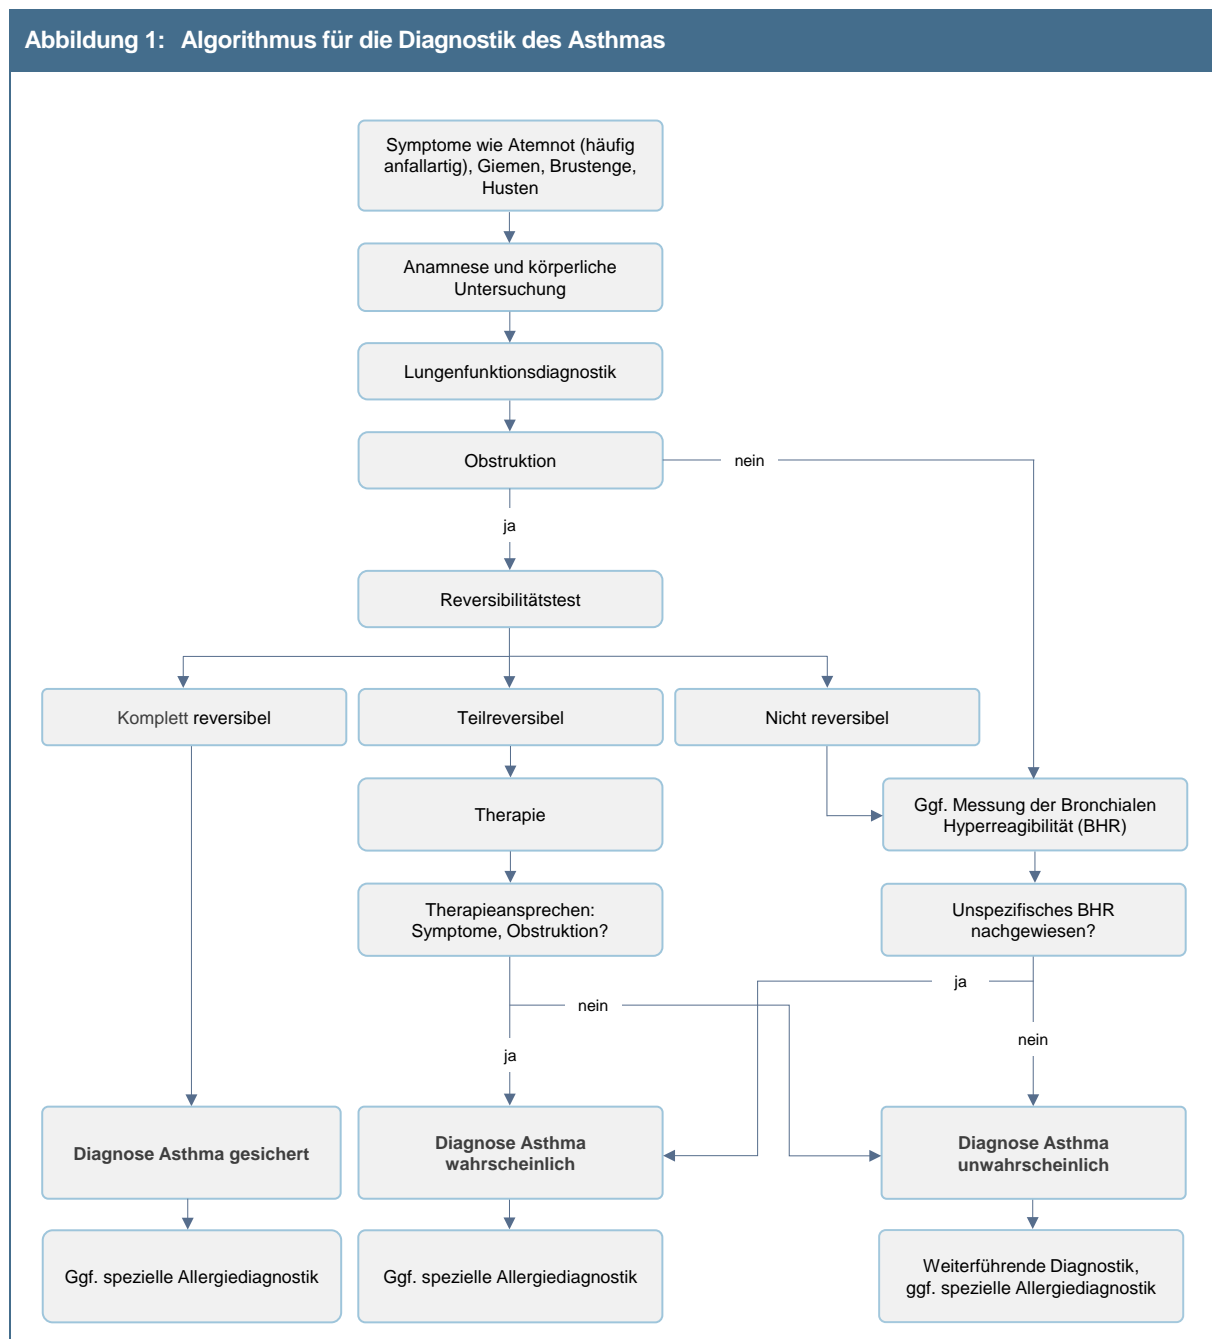 Abbildung 1: Algorithmus für die Diagnostik des Asthmas
Symptome wie Atemnot (häufig
anfallartig), Giemen, Brustenge,
Husten
Anamnese und körperliche
Untersuchung
Lungenfunktionsdiagnostik
Obstruktion
nein
ja
Reversibilitätstest
Komplett reversibel
Teilreversibel
Nicht reversibel
Therapie
Ggf. Messung der Bronchialen
Hyperreagibilität (BHR)
Therapieansprechen:
Symptome, Obstruktion?
Unspezifisches BHR
nachgewiesen?
ja
nein
nein
ja
Diagnose Asthma gesichert
Diagnose Asthma
wahrscheinlich
Diagnose Asthma
unwahrscheinlich
Ggf. spezielle Allergiediagnostik
Ggf. spezielle Allergiediagnostik
Weiterführende Diagnostik,
ggf. spezielle Allergiediagnostik